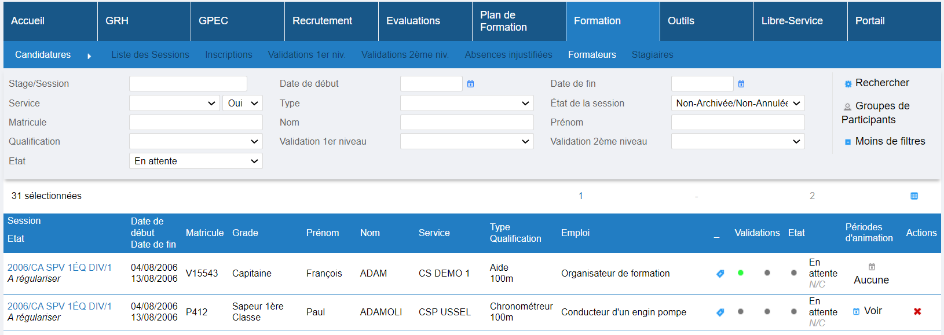 Accueil GRH GPEC Recrutement Evaluations Plan de Formation Formation Outils Libre-Service Portail
Candidatures Liste des Sessions Inscriptions Validations 1er niv. Validations 2ème niv. Absences injustifiées Formateurs Stagiaires
Stage/Session Date de début Date de fin Rechercher
Service Oui Type État de la session Non-Archivée/Non-Annulée Groupes de Participants
Matricule Nom Prénom
Qualification Validation 1er niveau Validation 2ème niveau Moins de filtres
Etat En attente
31 sélectionnées 1 - 2
Session Etat Date de début Date de fin Matricule Grade Prénom Nom Service Type Qualification Emploi _ Validations Etat Périodes d'animation Actions
2006/CA SPV 1ÉQ DIV/1 04/08/2006 V15543 Capitaine François ADAM CS DEMO 1 Aide 100m Organisateur de formation En attente N/C Aucune
A régulariser 13/08/2006
2006/CA SPV 1ÉQ DIV/1 04/08/2006 P412 Sapeur 1ère Classe Paul ADAMOLI CSP USSEL Chronométreur 100m Conducteur d'un engin pompe En attente N/C Voir
A régulariser 13/08/2006